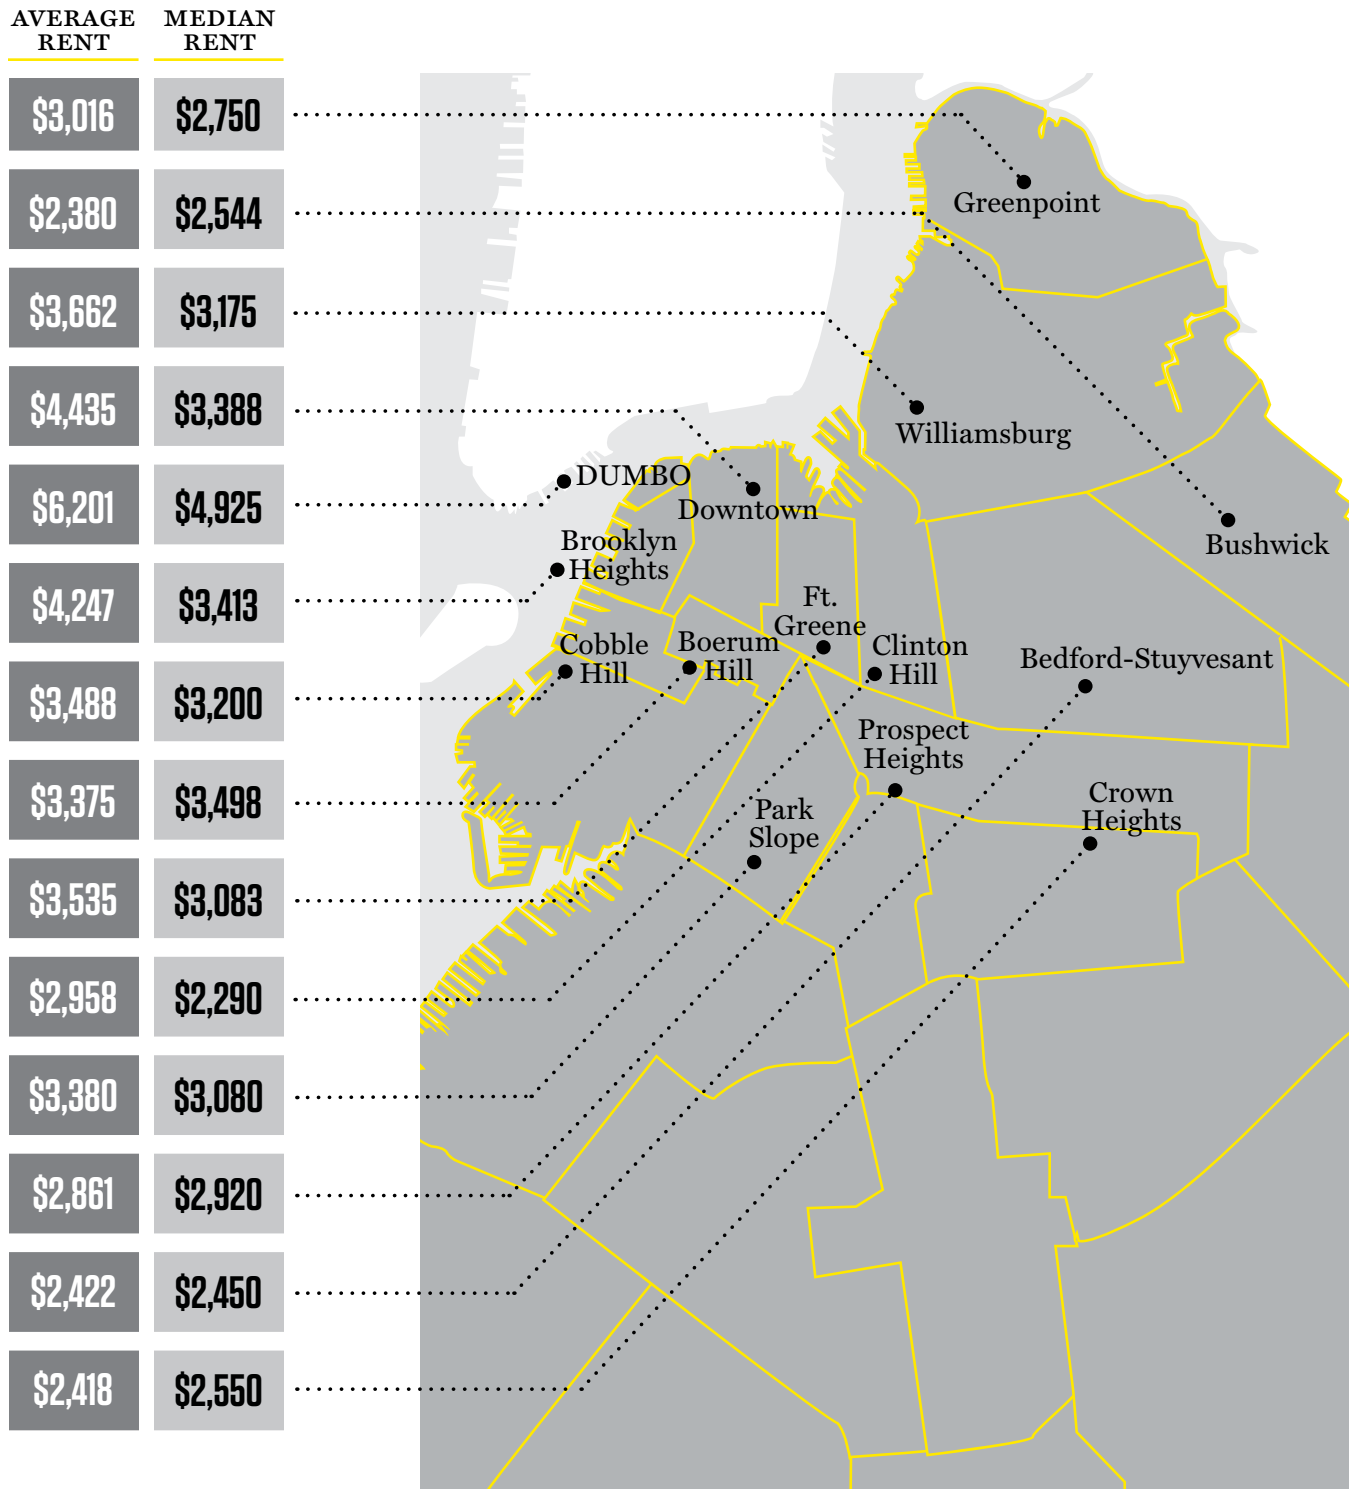 AVERAGE RENT
MEDIAN RENT
$3,016 $2,750
$2,380 $2,544
$3,662 $3,175
$4,435 $3,388
$6,201 $4,925
$4,247 $3,413
$3,488 $3,200
$3,375 $3,498
$3,535 $3,083
$2,958 $2,290
$3,380 $3,080
$2,861 $2,920
$2,422 $2,450
$2,418 $2,550
Greenpoint
Williamsburg
DUMBO
Downtown
Bushwick
Brooklyn
Heights
Ft.
Greene
Cobble
Hill
Boerum
Hill
Clinton
Hill
Bedford-Stuyvesant
Prospect
Heights
Park
Slope
Crown
Heights